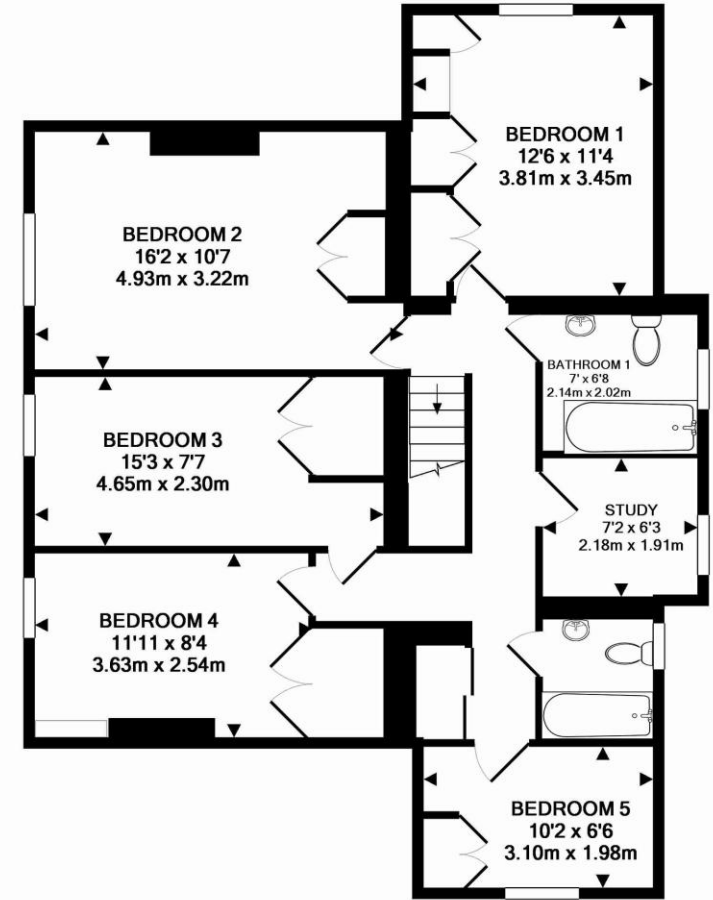 BEDROOM 1
12'6 x 11'4
3.81m x 3.45m
BEDROOM 2
16'2 x 10'7
4.93m x 3.22m
BATHROOM 1
7' x 6'8
2.14m x 2.02m
BEDROOM 3
15'3 x 7'7
4.65m x 2.30m
STUDY
7'2 x 6'3
2.18m x 1.91m
BEDROOM 4
11'11 x 8'4
3.63m x 2.54m
BEDROOM 5
10'2 x 6'6
3.10m x 1.98m